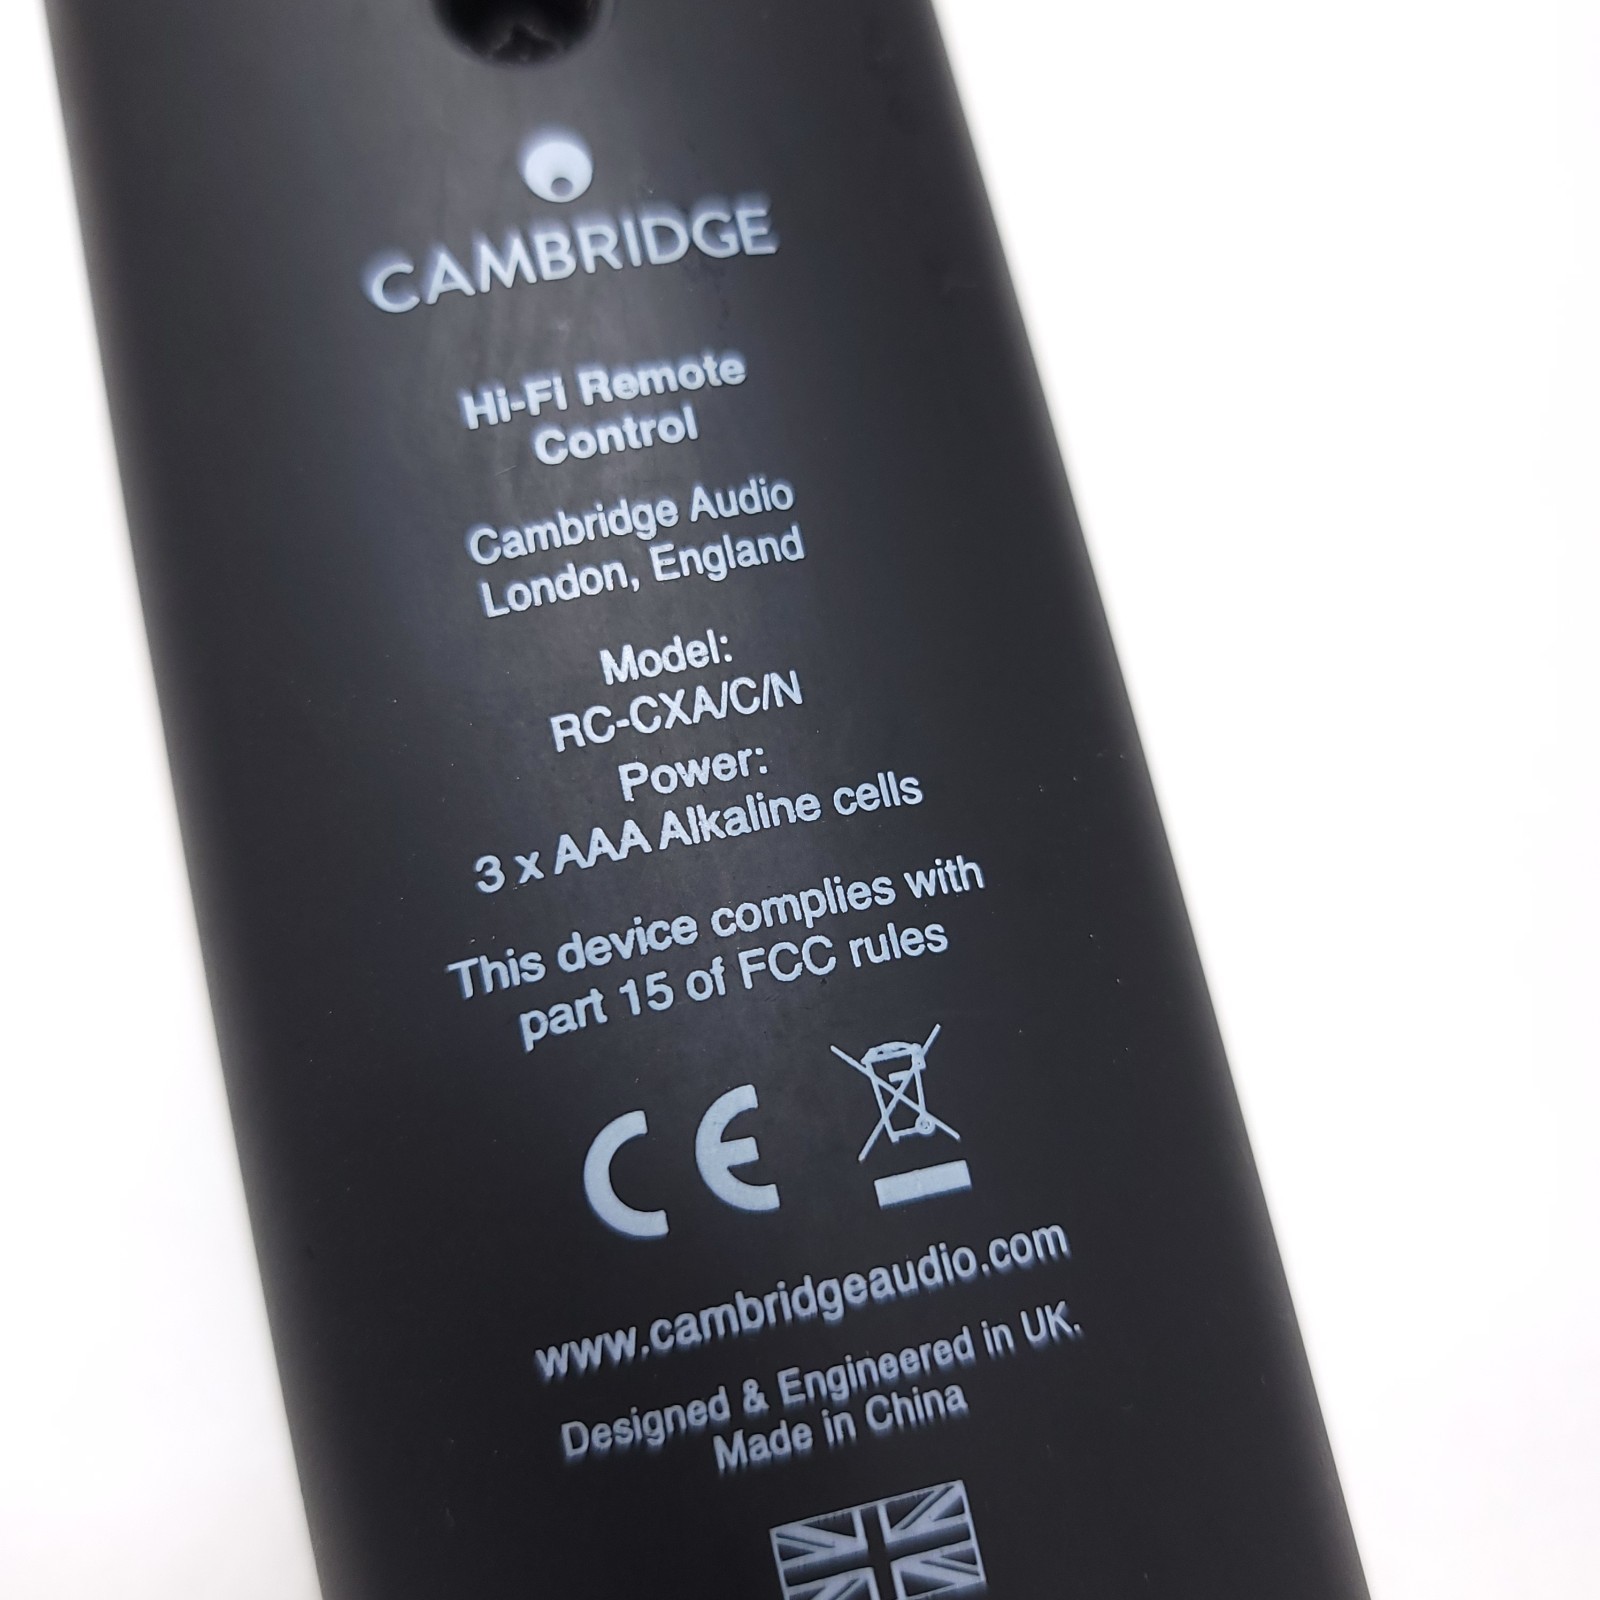 CAMBRIDGE
Hi-Fi Remote
Control
Cambridge Audio
London, England
Model:
RC-CXA/C/N
Power:
3 x AAA Alkaline cells
This device complies with
part 15 of FCC rules
CE
www.cambridgeaudio.com
Designed & Engineered in UK.
Made in China